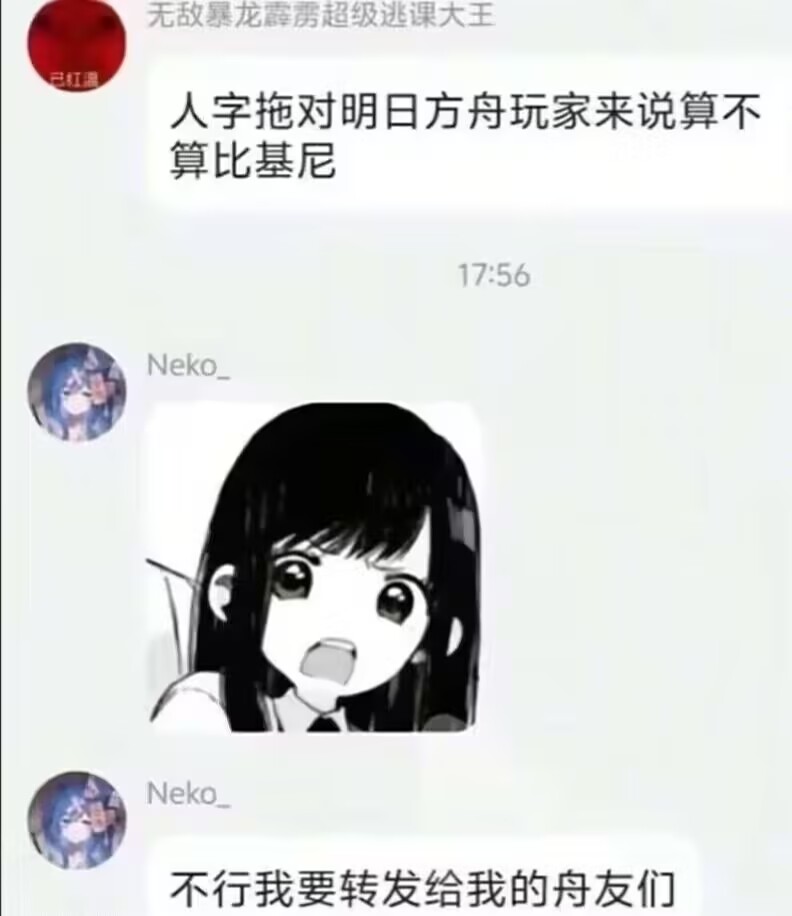 无敌暴龙霹雳超级逃课大王
已红温
人字拖对明日方舟玩家来说算不
算比基尼
17:56
Neko_
Neko_
不行我要转发给我的舟友们